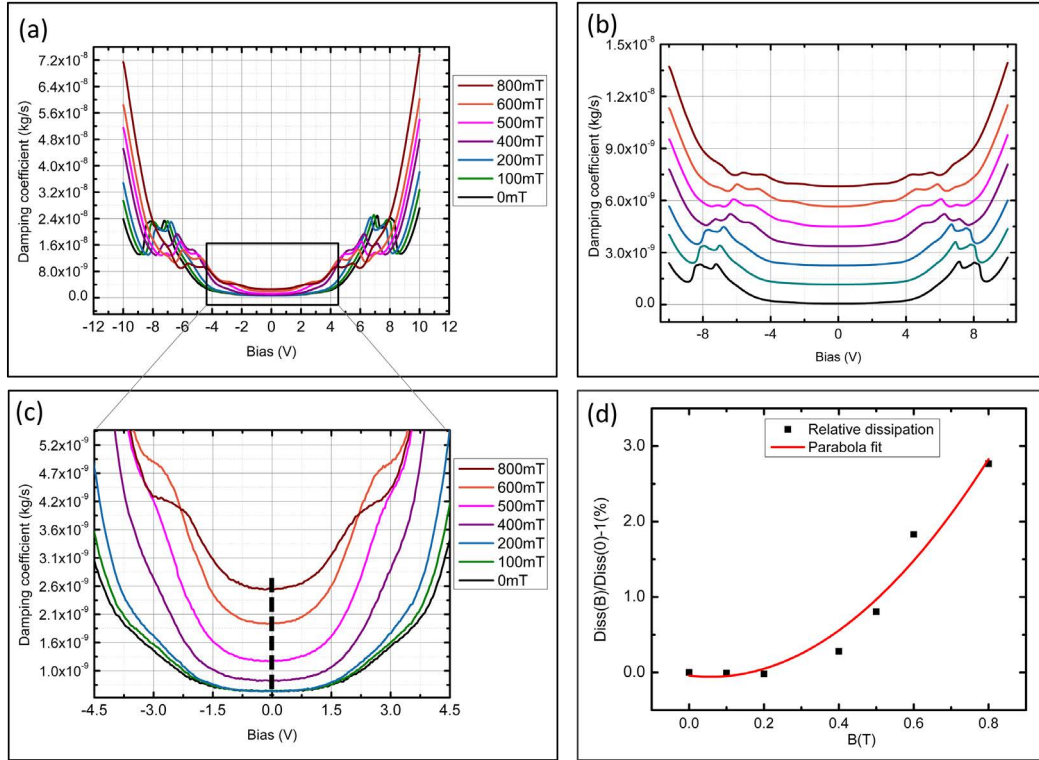 (a)
Damping coefficient (kg/s)
7.2x10⁻⁸
6.4x10⁻⁸
5.6x10⁻⁸
4.8x10⁻⁸
4.0x10⁻⁸
3.2x10⁻⁸
2.4x10⁻⁸
1.6x10⁻⁸
8.0x10⁻⁹
0.0
-12 -10 -8 -6 -4 -2 0 2 4 6 8 10 12
Bias (V)
800mT
600mT
500mT
400mT
200mT
100mT
0mT
(b)
Damping coefficient (kg/s)
1.5x10⁻⁸
1.2x10⁻⁸
9.0x10⁻⁹
6.0x10⁻⁹
3.0x10⁻⁹
0.0
-8 -4 0 4 8
Bias (V)
(c)
Damping coefficient (kg/s)
5.2x10⁻⁹
4.7x10⁻⁹
4.2x10⁻⁹
3.6x10⁻⁹
3.1x10⁻⁹
2.6x10⁻⁹
2.1x10⁻⁹
1.6x10⁻⁹
1.0x10⁻⁹
-4.5 -3.0 -1.5 0.0 1.5 3.0 4.5
Bias (V)
800mT
600mT
500mT
400mT
200mT
100mT
0mT
(d)
Diss(B)/Diss(0)-1(%)
3.0
2.0
1.0
0.0
0.0 0.2 0.4 0.6 0.8
B(T)
Relative dissipation
Parabola fit